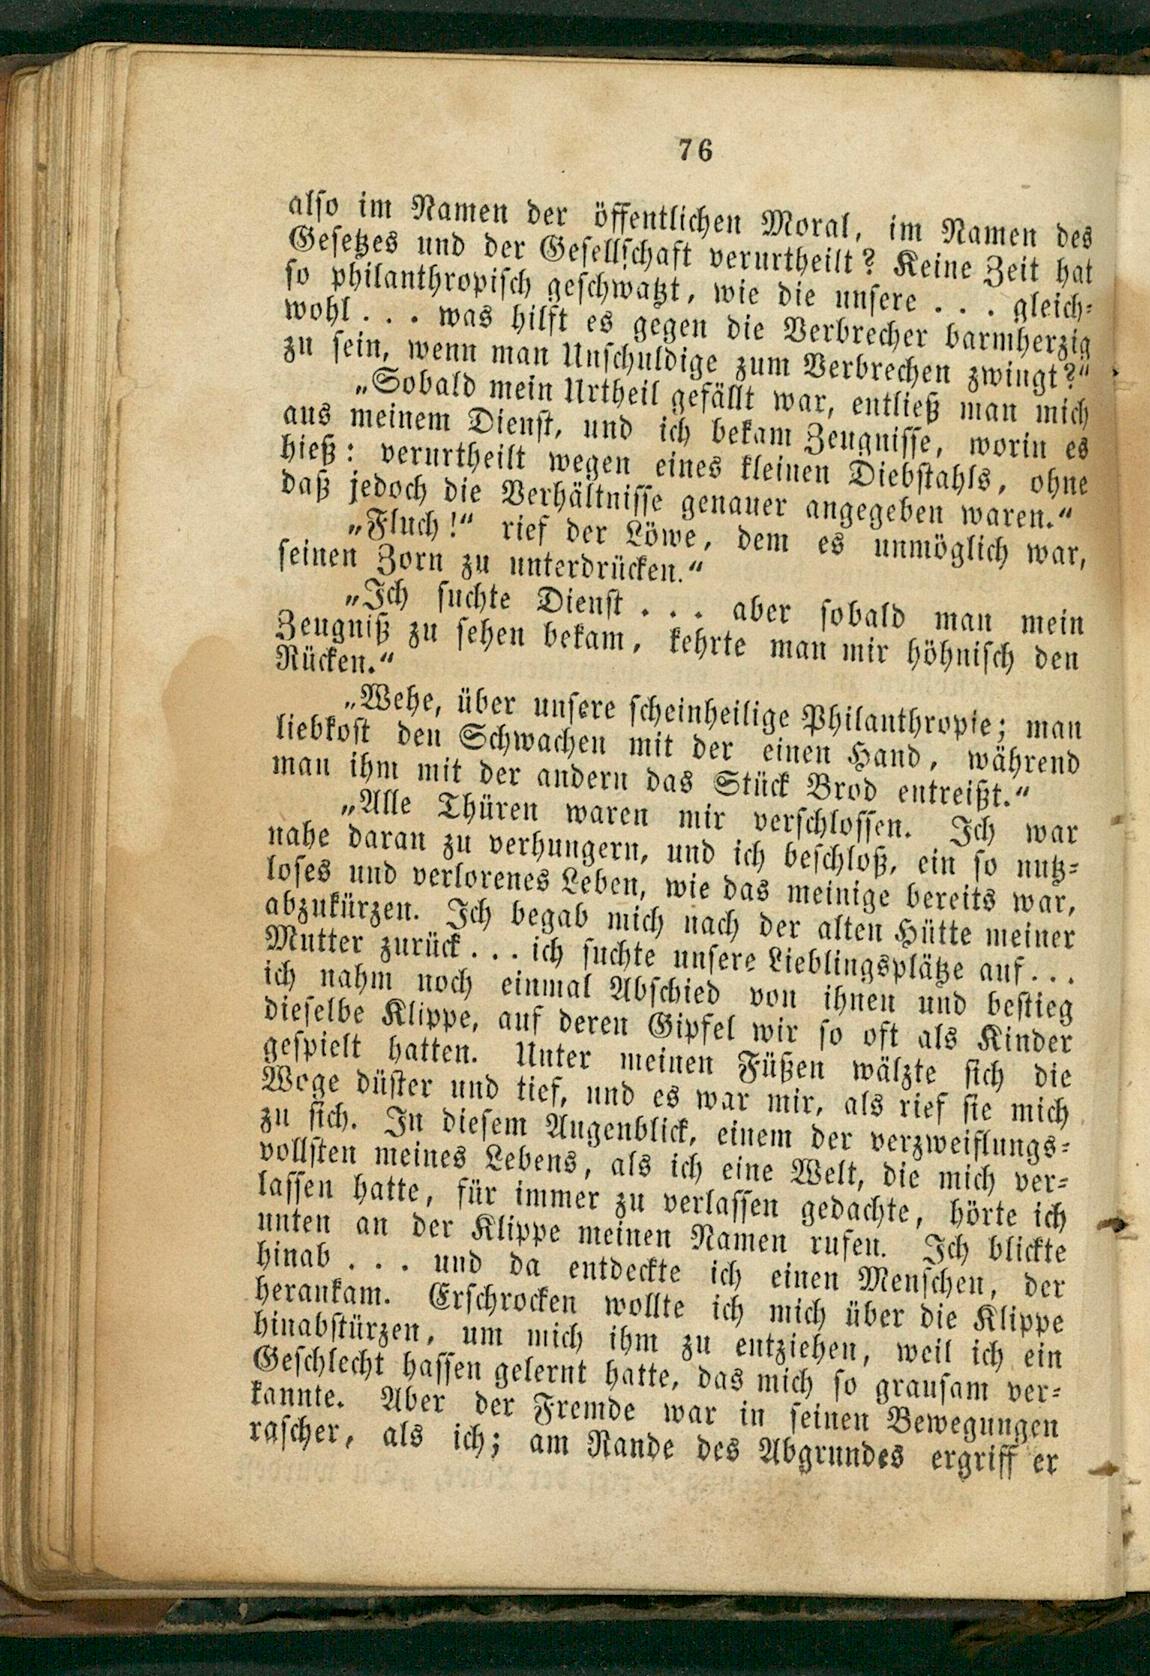 76
also im Namen der öffentlichen Moral, im Namen des
Gesetzes und der Gesellschaft verurtheilt? Keine Zeit hat
so philanthropisch geschwatzt, wie die unsere . . . gleich-
wohl . . . was hilft es gegen die Verbrecher barmherzig
zu sein, wenn man Unschuldige zum Verbrechen zwingt?“
„Sobald mein Urtheil gefällt war, entließ man mich
aus meinem Dienst, und ich bekam Zeugnisse, worin es
hieß: verurtheilt wegen eines kleinen Diebstahls, ohne
daß jedoch die Verhältnisse genauer angegeben waren.“
„Fluch!“ rief der Löwe, dem es unmöglich war,
seinen Zorn zu unterdrücken.“
„Ich suchte Dienst . . . aber sobald man mein
Zeugniß zu sehen bekam, kehrte man mir höhnisch den
Rücken.“
„Wehe, über unsere scheinheilige Philanthropie; man
liebkost den Schwachen mit der einen Hand, während
man ihm mit der andern das Stück Brod entreißt.“
„Alle Thüren waren mir verschlossen. Ich war
nahe daran zu verhungern, und ich beschloß, ein so nutz-
loses und verlorenes Leben, wie das meinige bereits war,
abzukürzen. Ich begab mich nach der alten Hütte meiner
Mutter zurück . . . ich suchte unsere Lieblingsplätze auf . . .
ich nahm noch einmal Abschied von ihnen und bestieg
dieselbe Klippe, auf deren Gipfel wir so oft als Kinder
gespielt hatten. Unter meinen Füßen wälzte sich die
Woge düster und tief, und es war mir, als rief sie mich
zu sich. In diesem Augenblick, einem der verzweiflungs-
vollsten meines Lebens, als ich eine Welt, die mich ver-
lassen hatte, für immer zu verlassen gedachte, hörte ich
unten an der Klippe meinen Namen rufen. Ich blickte
hinab . . . und da entdeckte ich einen Menschen, der
herankam. Erschrocken wollte ich mich über die Klippe
hinabstürzen, um mich ihm zu entziehen, weil ich ein
Geschlecht hassen gelernt hatte, das mich so grausam ver-
kannte. Aber der Fremde war in seinen Bewegungen
rascher, als ich; am Rande des Abgrundes ergriff er